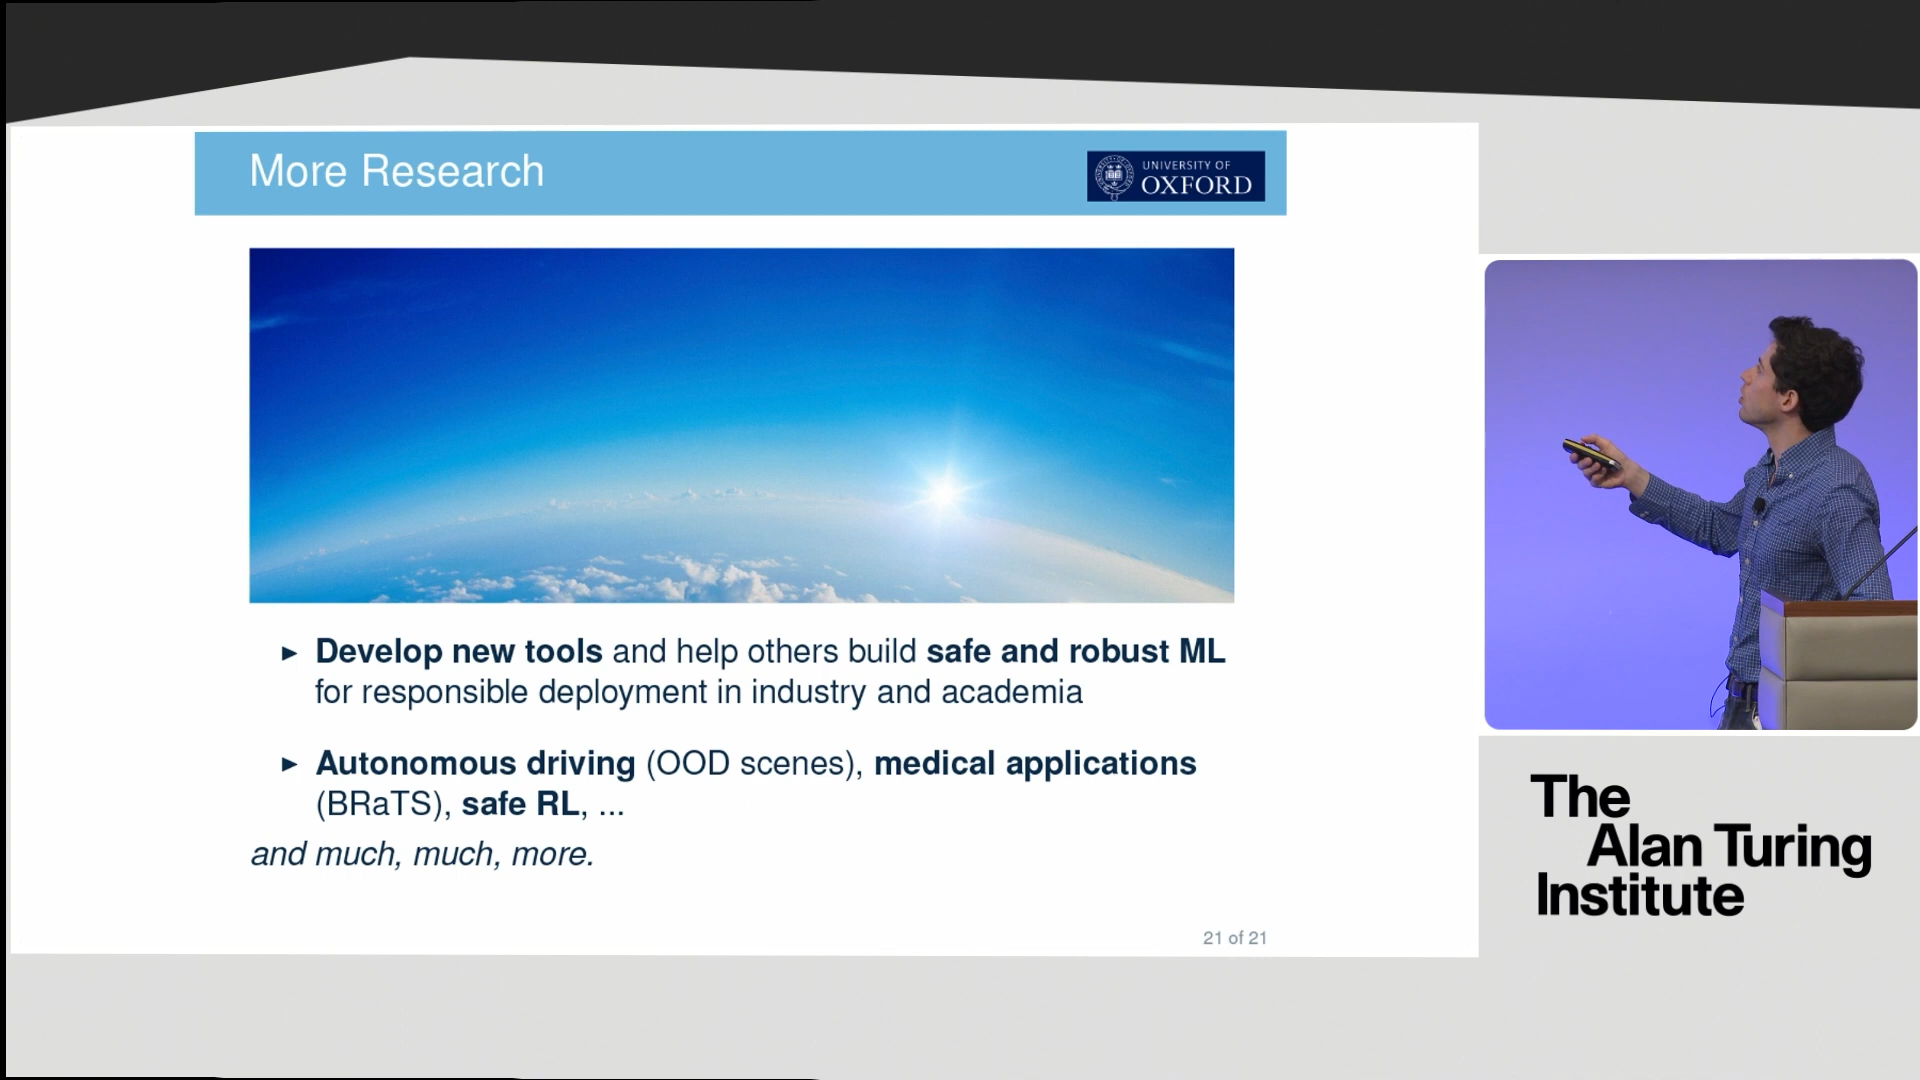 More Research
UNIVERSITY OF
OXFORD
► Develop new tools and help others build safe and robust ML
for responsible deployment in industry and academia
► Autonomous driving (OOD scenes), medical applications
(BRaTS), safe RL, ...
and much, much, more.
21 of 21
The
Alan Turing
Institute